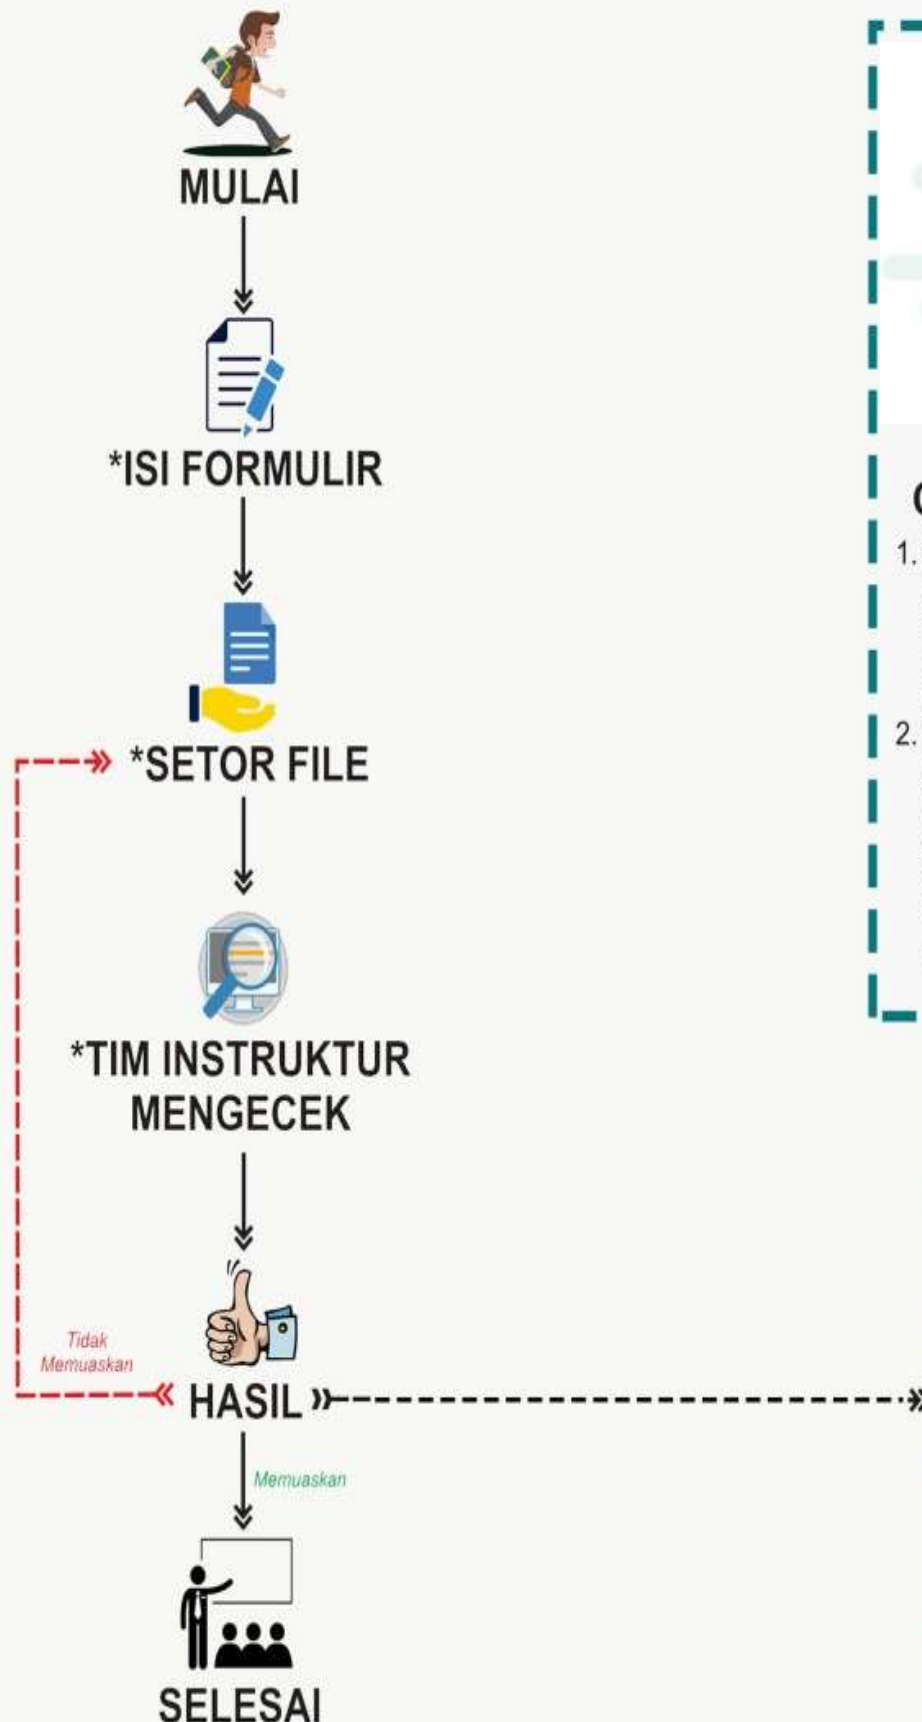 MULAI
*ISI FORMULIR
*SETOR FILE
*TIM INSTRUKTUR
MENGECEK
Tidak
Memuaskan
HASIL
Memuaskan
SELESAI
1.
2.